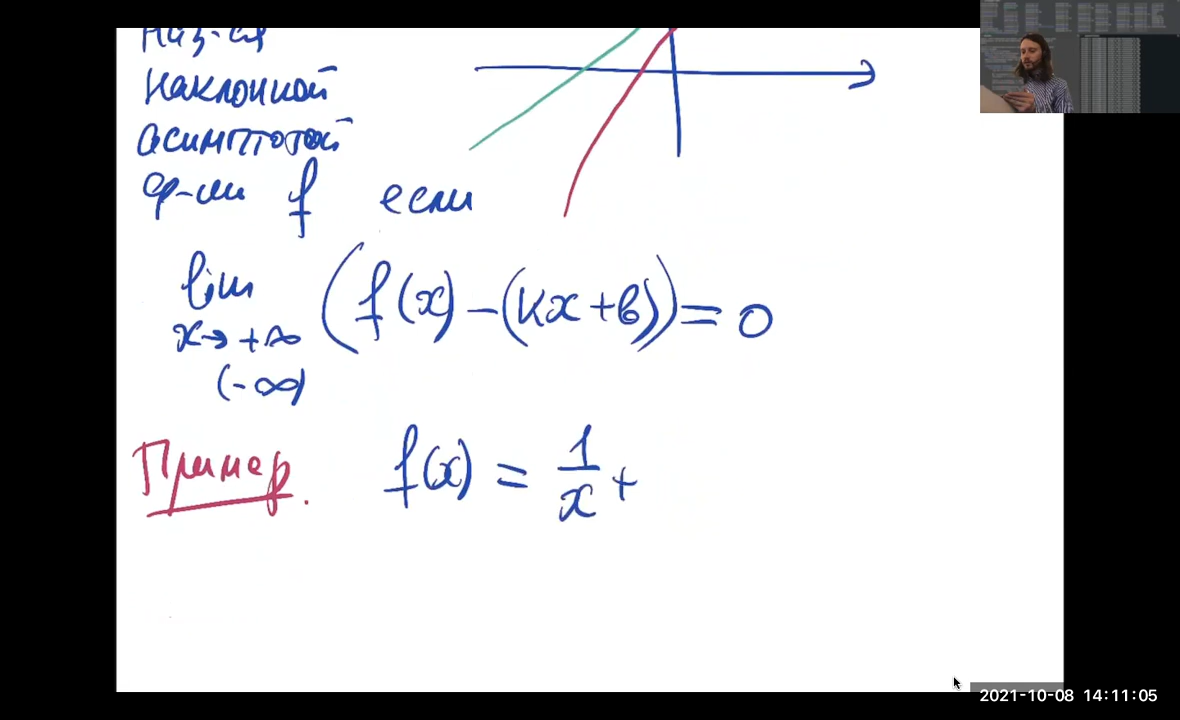 наз-ся
наклонной
асимптотой
ф-ии f если
lim (f(x) - (kx + b)) = 0
x → +∞
(-∞)
Пример. f(x) = 1/x +
2021-10-08 14:11:05